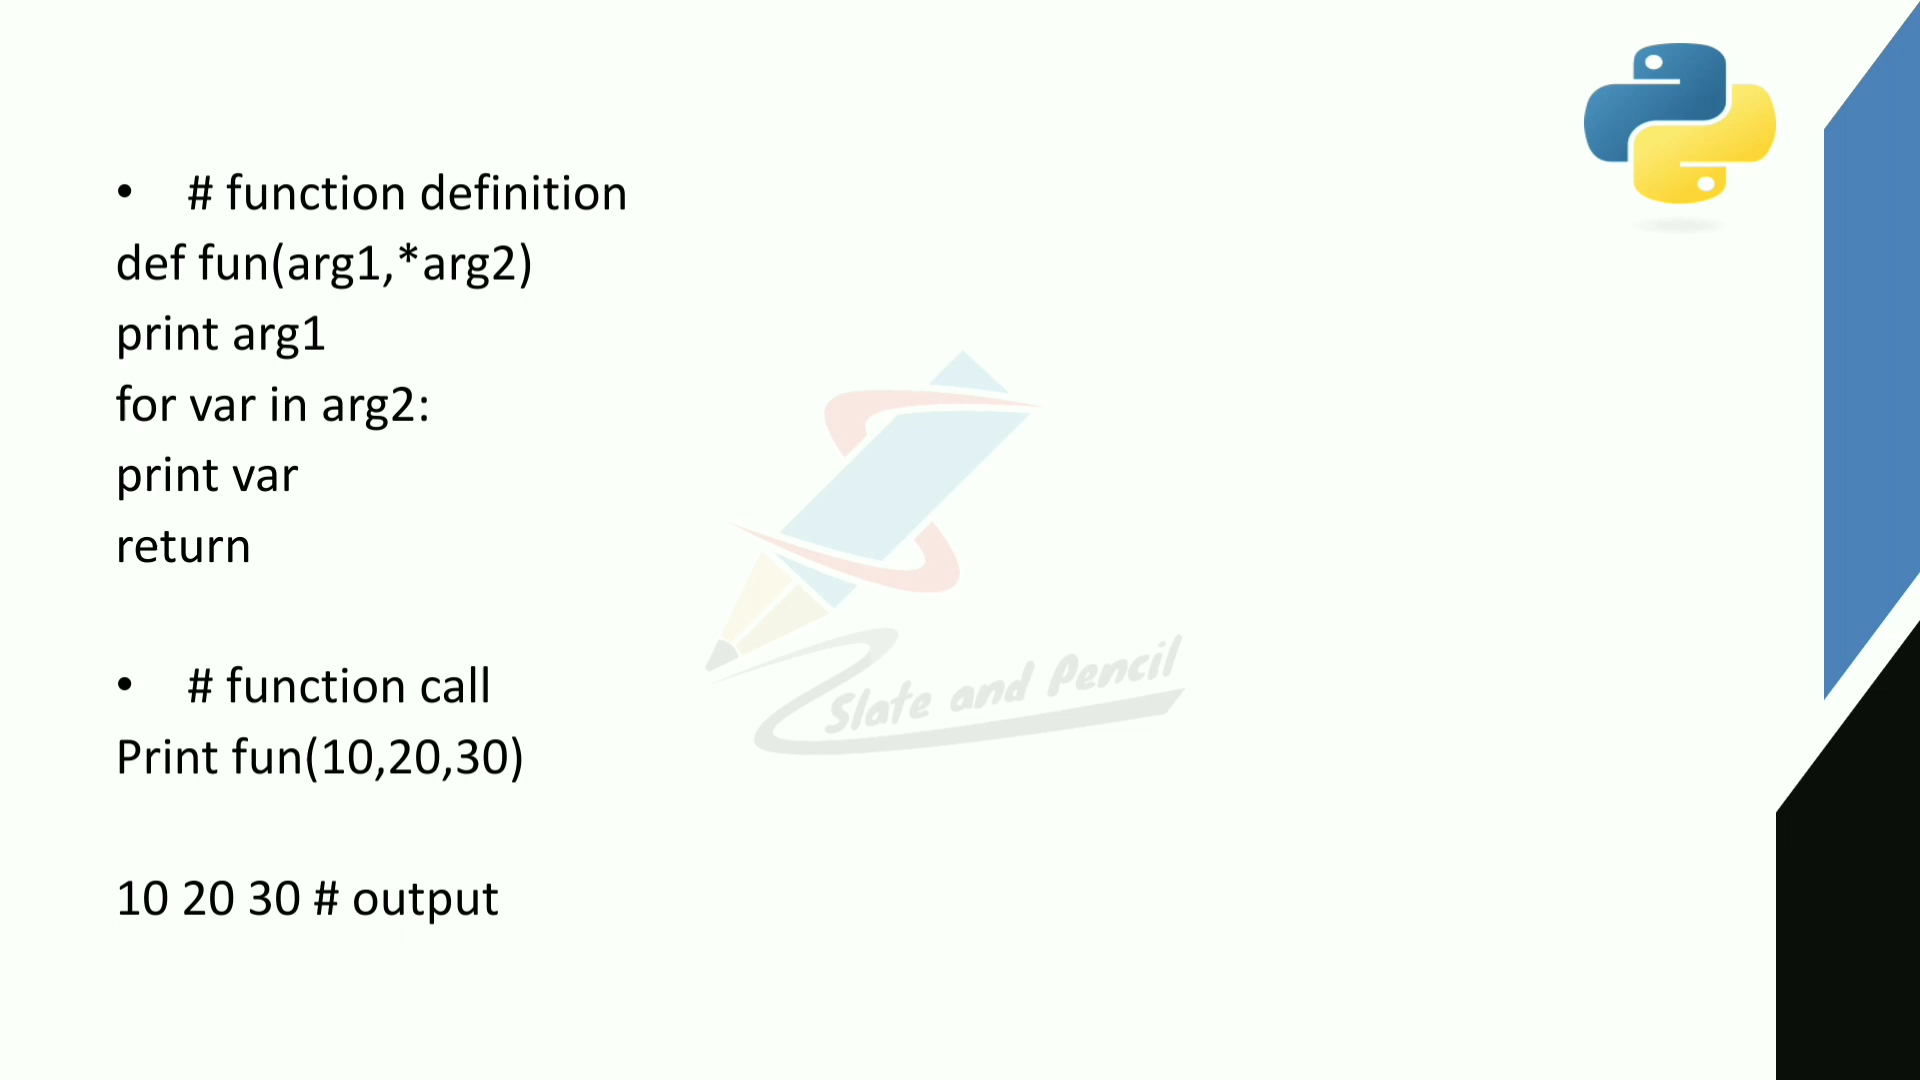 • # function definition
def fun(arg1,*arg2)
print arg1
for var in arg2:
print var
return
• # function call
Print fun(10,20,30)
10 20 30 # output
Slate and Pencil